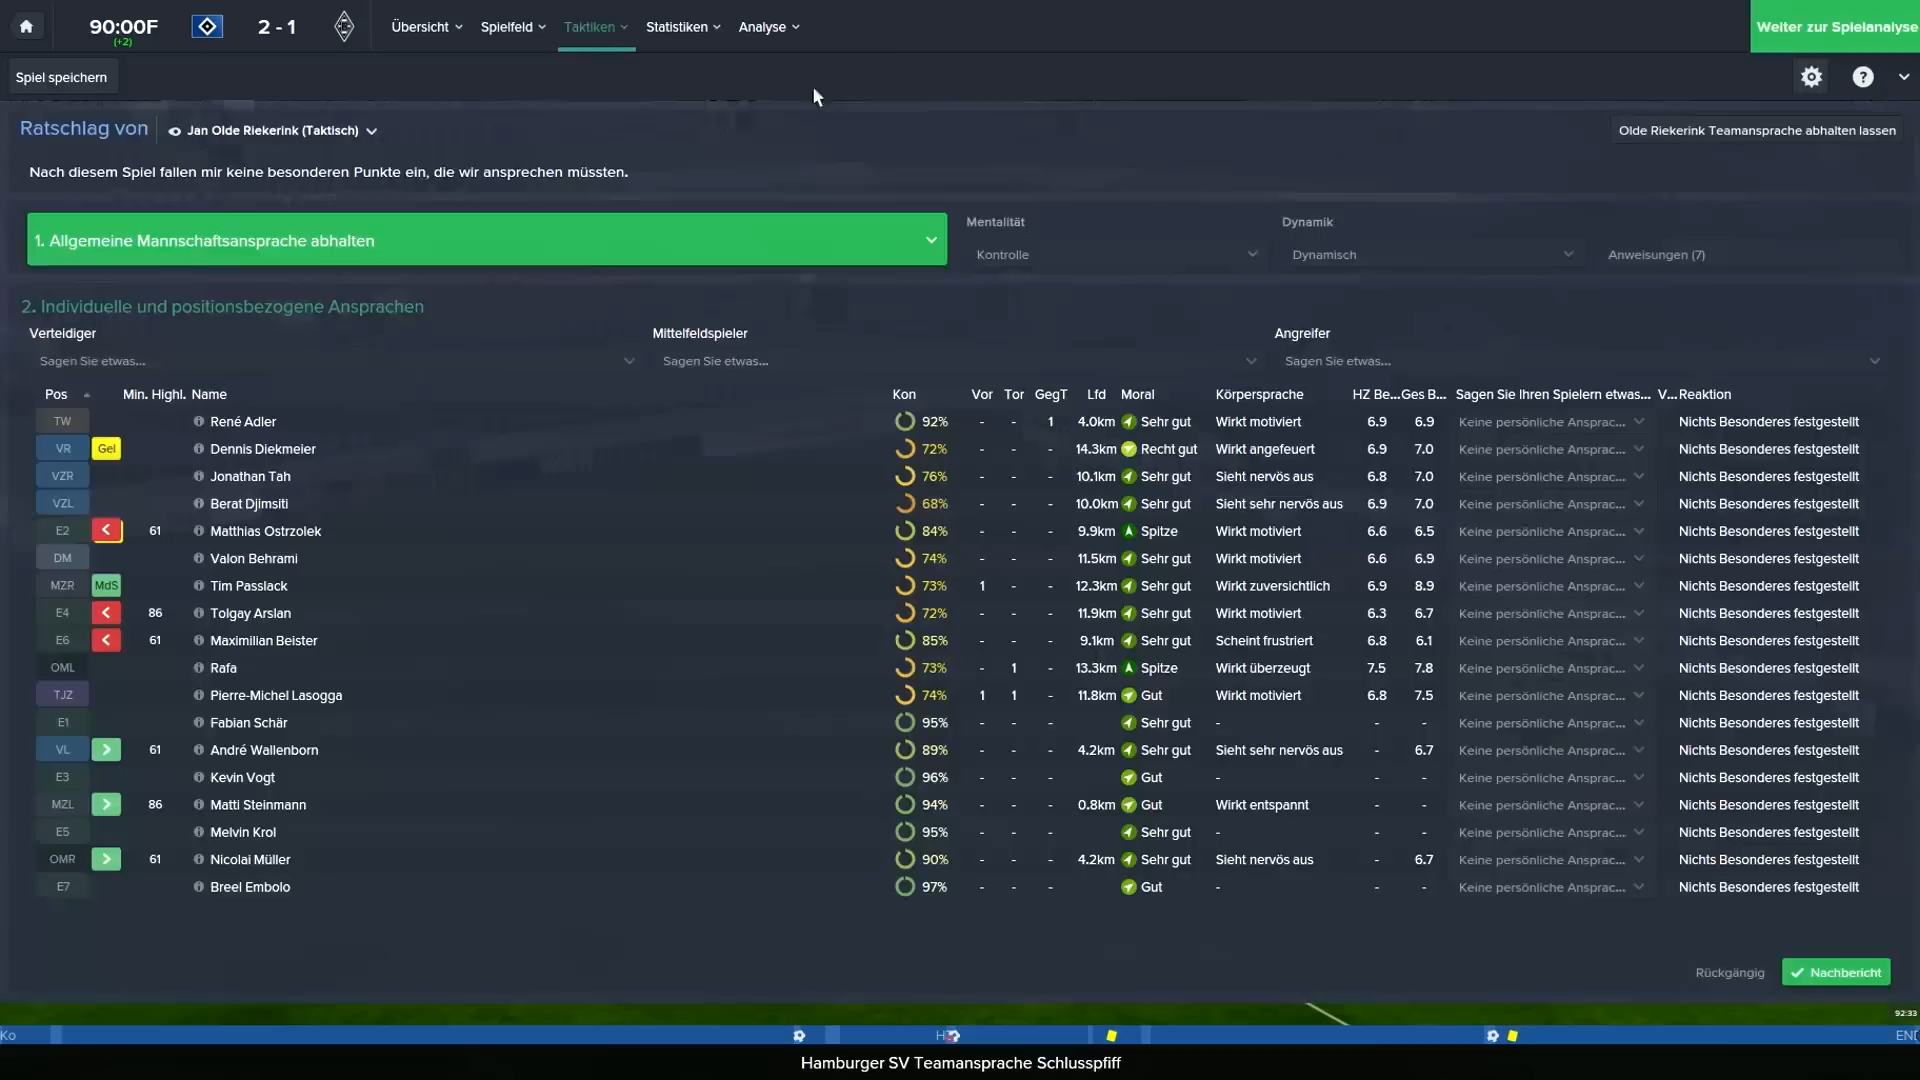 90:00F
(+2)
2 - 1
Übersicht
Spielfeld
Taktiken
Statistiken
Analyse
Weiter zur Spielanalyse
Spiel speichern
?
Ratschlag von
Jan Olde Riekerink (Taktisch)
Olde Riekerink Teamansprache abhalten lassen
Nach diesem Spiel fallen mir keine besonderen Punkte ein, die wir ansprechen müssten.
1. Allgemeine Mannschaftsansprache abhalten
Mentalität
Kontrolle
Dynamik
Dynamisch
Anweisungen (7)
2. Individuelle und positionsbezogene Ansprachen
Verteidiger
Mittelfeldspieler
Angreifer
Sagen Sie etwas...
Sagen Sie etwas...
Sagen Sie etwas...
Pos Min. Highl. Name Kon Vor Tor GegT Lfd Moral Körpersprache HZ Be... Ges B... Sagen Sie Ihren Spielern etwas... V... Reaktion
TW René Adler 92% - - 1 4.0km Sehr gut Wirkt motiviert 6.9 6.9 Keine persönliche Ansprac... Nichts Besonderes festgestellt
VR Gel Dennis Diekmeier 72% - - - 14.3km Recht gut Wirkt angefeuert 6.9 7.0 Keine persönliche Ansprac... Nichts Besonderes festgestellt
VZR Jonathan Tah 76% - - - 10.1km Sehr gut Sieht nervös aus 6.8 7.0 Keine persönliche Ansprac... Nichts Besonderes festgestellt
VZL Berat Djimsiti 68% - - - 10.0km Sehr gut Sieht sehr nervös aus 6.9 7.0 Keine persönliche Ansprac... Nichts Besonderes festgestellt
E2 61 Matthias Ostrzolek 84% - - - 9.9km Spitze Wirkt motiviert 6.6 6.5 Keine persönliche Ansprac... Nichts Besonderes festgestellt
DM Valon Behrami 74% - - - 11.5km Sehr gut Wirkt motiviert 6.6 6.9 Keine persönliche Ansprac... Nichts Besonderes festgestellt
MZR MdS Tim Passlack 73% 1 - - 12.3km Sehr gut Wirkt zuversichtlich 6.9 8.9 Keine persönliche Ansprac... Nichts Besonderes festgestellt
E4 86 Tolgay Arslan 72% - - - 11.9km Sehr gut Wirkt motiviert 6.3 6.7 Keine persönliche Ansprac... Nichts Besonderes festgestellt
E6 61 Maximilian Beister 85% - - - 9.1km Sehr gut Scheint frustriert 6.8 6.1 Keine persönliche Ansprac... Nichts Besonderes festgestellt
OML Rafa 73% - 1 - 13.3km Spitze Wirkt überzeugt 7.5 7.8 Keine persönliche Ansprac... Nichts Besonderes festgestellt
TJZ Pierre-Michel Lasogga 74% 1 1 - 11.8km Gut Wirkt motiviert 6.8 7.5 Keine persönliche Ansprac... Nichts Besonderes festgestellt
E1 Fabian Schär 95% - - - Sehr gut - - - Keine persönliche Ansprac... Nichts Besonderes festgestellt
VL 61 André Wallenborn 89% - - - 4.2km Sehr gut Sieht sehr nervös aus - 6.7 Keine persönliche Ansprac... Nichts Besonderes festgestellt
E3 Kevin Vogt 96% - - - Gut - - - Keine persönliche Ansprac... Nichts Besonderes festgestellt
MZL 86 Matti Steinmann 94% - - - 0.8km Gut Wirkt entspannt - - Keine persönliche Ansprac... Nichts Besonderes festgestellt
E5 Melvin Krol 95% - - - Sehr gut - - - Keine persönliche Ansprac... Nichts Besonderes festgestellt
OMR 61 Nicolai Müller 90% - - - 4.2km Sehr gut Sieht nervös aus - 6.7 Keine persönliche Ansprac... Nichts Besonderes festgestellt
E7 Breel Embolo 97% - - - Gut - - - Keine persönliche Ansprac... Nichts Besonderes festgestellt
Rückgängig
Nachbericht
92:33
Ko
END
Hamburger SV Teamansprache Schlusspfiff